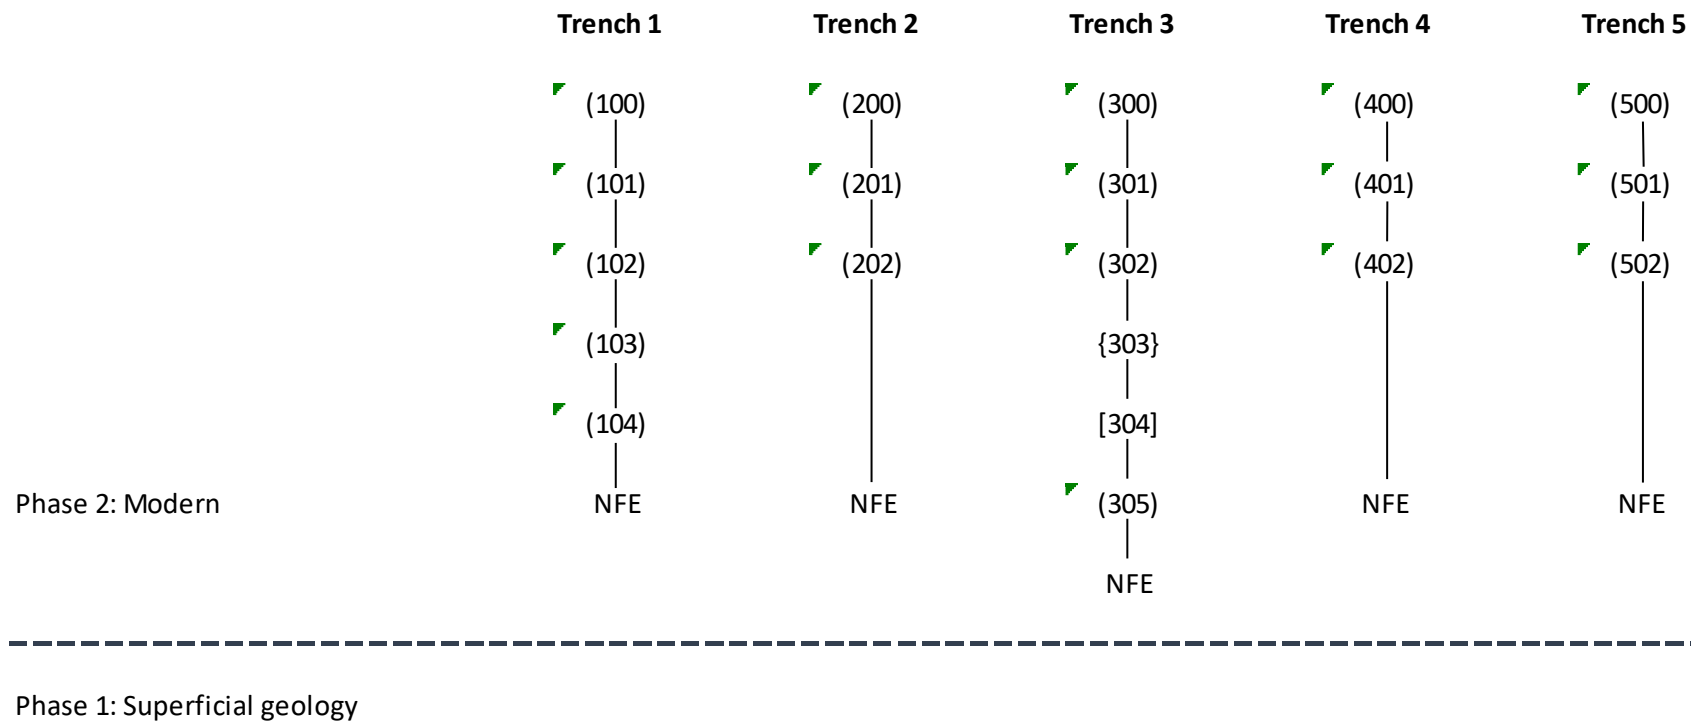 Trench 1 Trench 2 Trench 3 Trench 4 Trench 5
(100) (200) (300) (400) (500)
(101) (201) (301) (401) (501)
(102) (202) (302) (402) (502)
(103) {303}
(104) [304]
Phase 2: Modern NFE NFE (305) NFE NFE
NFE
Phase 1: Superficial geology